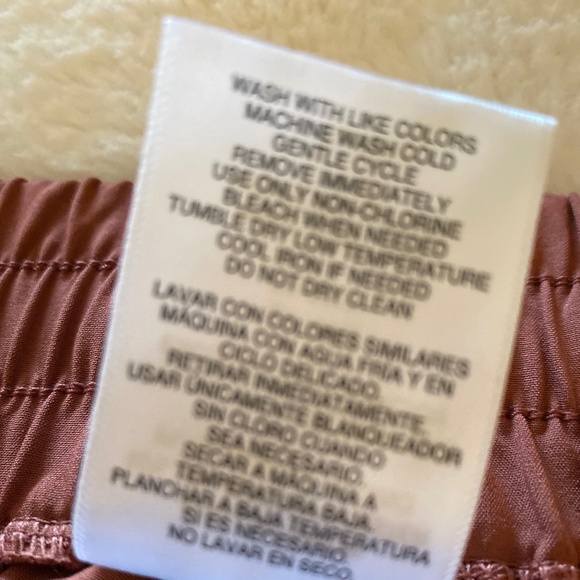 WASH WITH LIKE COLORS
MACHINE WASH COLD
GENTLE CYCLE
REMOVE IMMEDIATELY
USE ONLY NON-CHLORINE
BLEACH WHEN NEEDED
TUMBLE DRY LOW TEMPERATURE
COOL IRON IF NEEDED
DO NOT DRY CLEAN
LAVAR CON COLORES SIMILARES
MÁQUINA CON AGUA FRIA Y EN
CICLO DELICADO.
RETIRAR INMEDIATAMENTE.
USAR ÚNICAMENTE BLANQUEADOR
SIN CLORO CUANDO
SEA NECESARIO.
SECAR A MÁQUINA A
TEMPERATURA BAJA.
PLANCHAR A BAJA TEMPERATURA
SI ES NECESARIO.
NO LAVAR EN SECO.